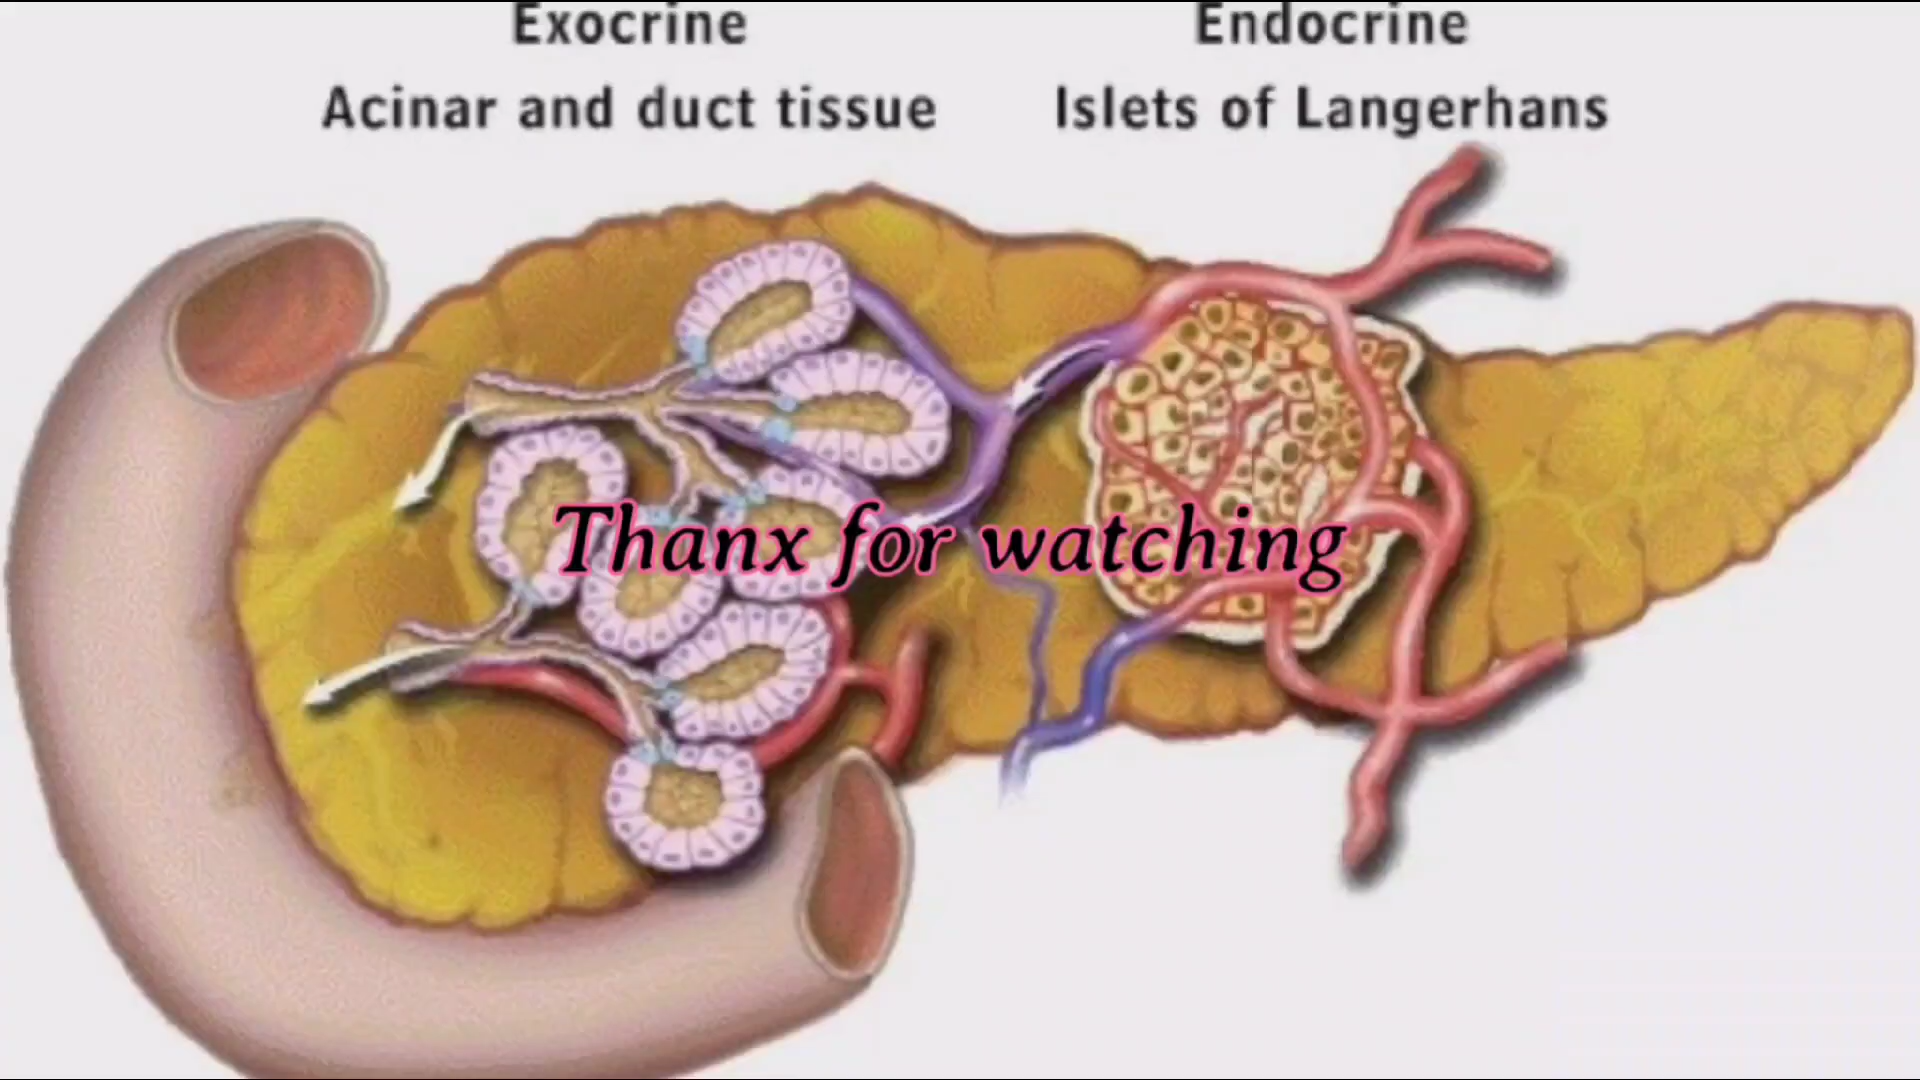 Exocrine
Acinar and duct tissue
Endocrine
Islets of Langerhans
Thanx for watching